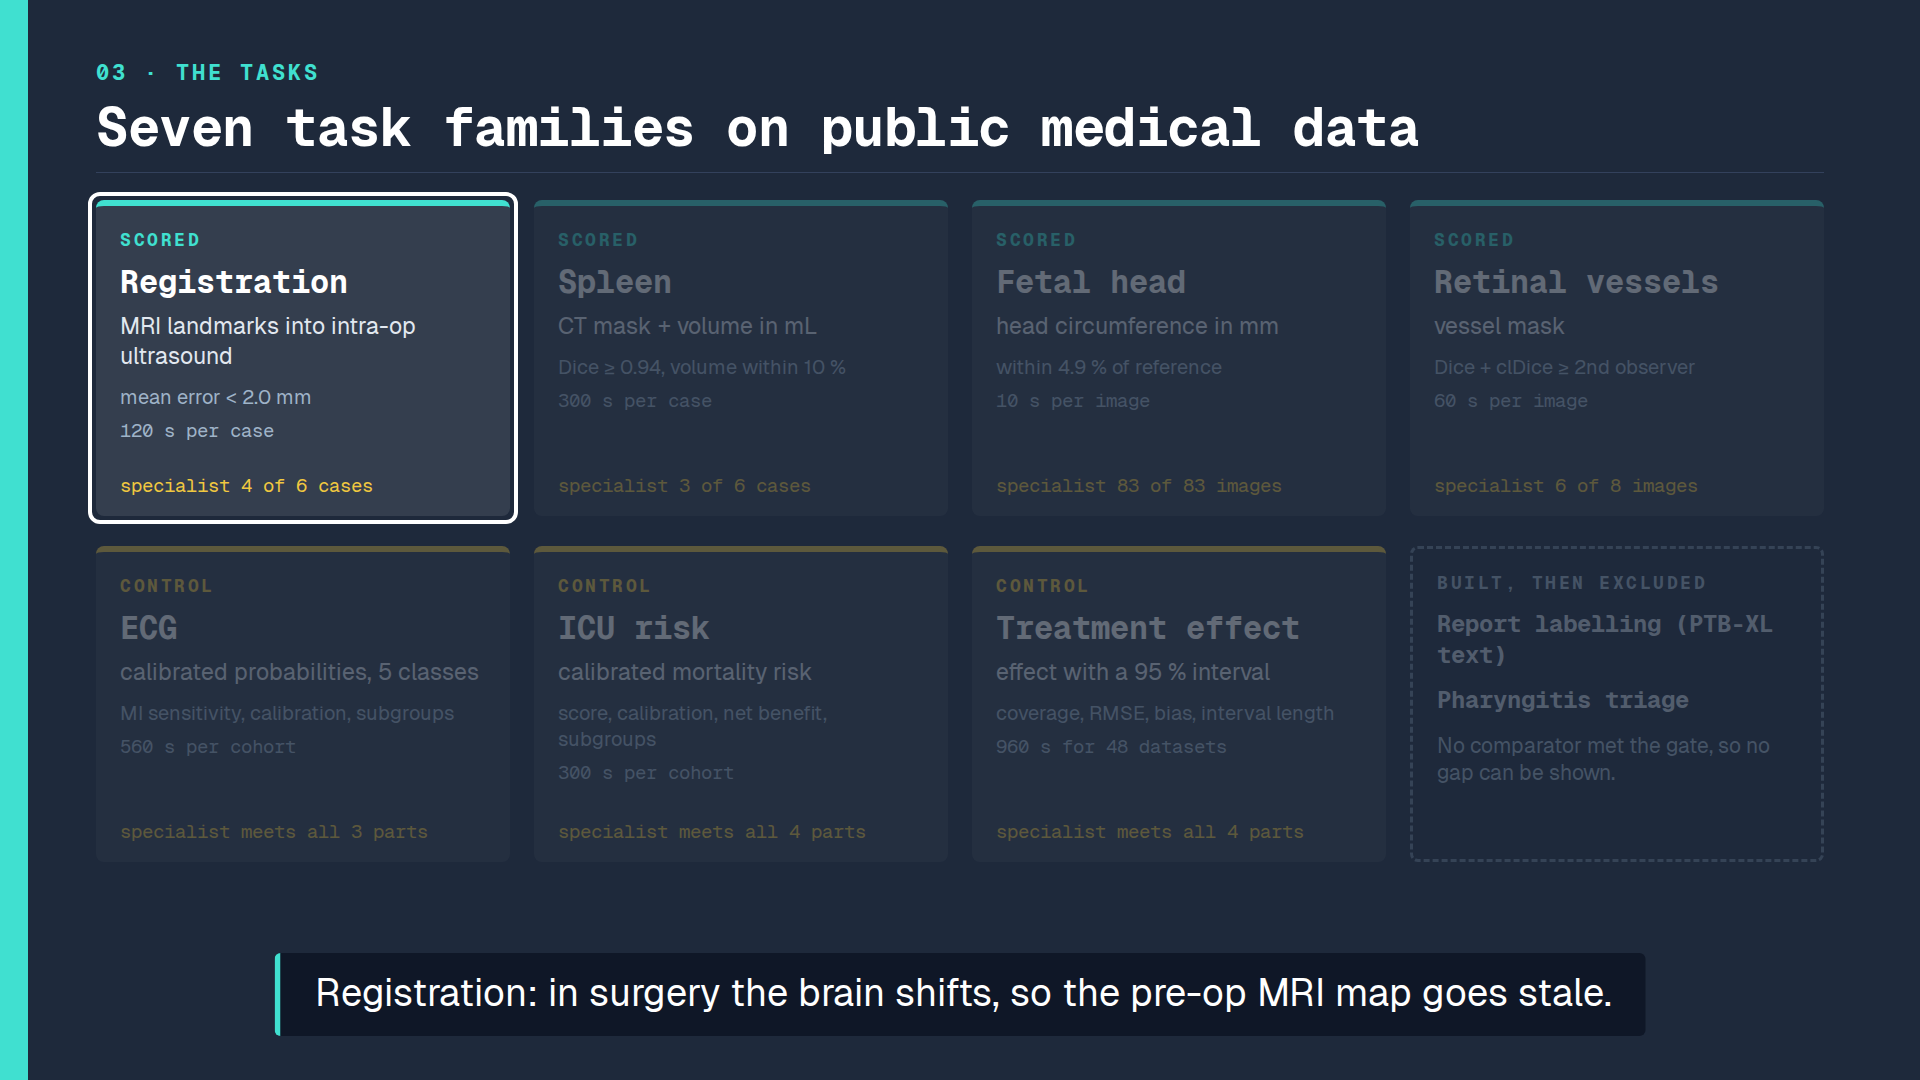 03 · THE TASKS
Seven task families on public medical data
SCORED
Registration
MRI landmarks into intra-op
ultrasound
mean error < 2.0 mm
120 s per case
specialist 4 of 6 cases
SCORED
Spleen
CT mask + volume in mL
Dice ≥ 0.94, volume within 10 %
300 s per case
specialist 3 of 6 cases
SCORED
Fetal head
head circumference in mm
within 4.9 % of reference
10 s per image
specialist 83 of 83 images
SCORED
Retinal vessels
vessel mask
Dice + clDice ≥ 2nd observer
60 s per image
specialist 6 of 8 images
CONTROL
ECG
calibrated probabilities, 5 classes
MI sensitivity, calibration, subgroups
560 s per cohort
specialist meets all 3 parts
CONTROL
ICU risk
calibrated mortality risk
score, calibration, net benefit,
subgroups
300 s per cohort
specialist meets all 4 parts
CONTROL
Treatment effect
effect with a 95 % interval
coverage, RMSE, bias, interval length
960 s for 48 datasets
specialist meets all 4 parts
BUILT, THEN EXCLUDED
Report labelling (PTB-XL
text)
Pharyngitis triage
No comparator met the gate, so no
gap can be shown.
Registration: in surgery the brain shifts, so the pre-op MRI map goes stale.